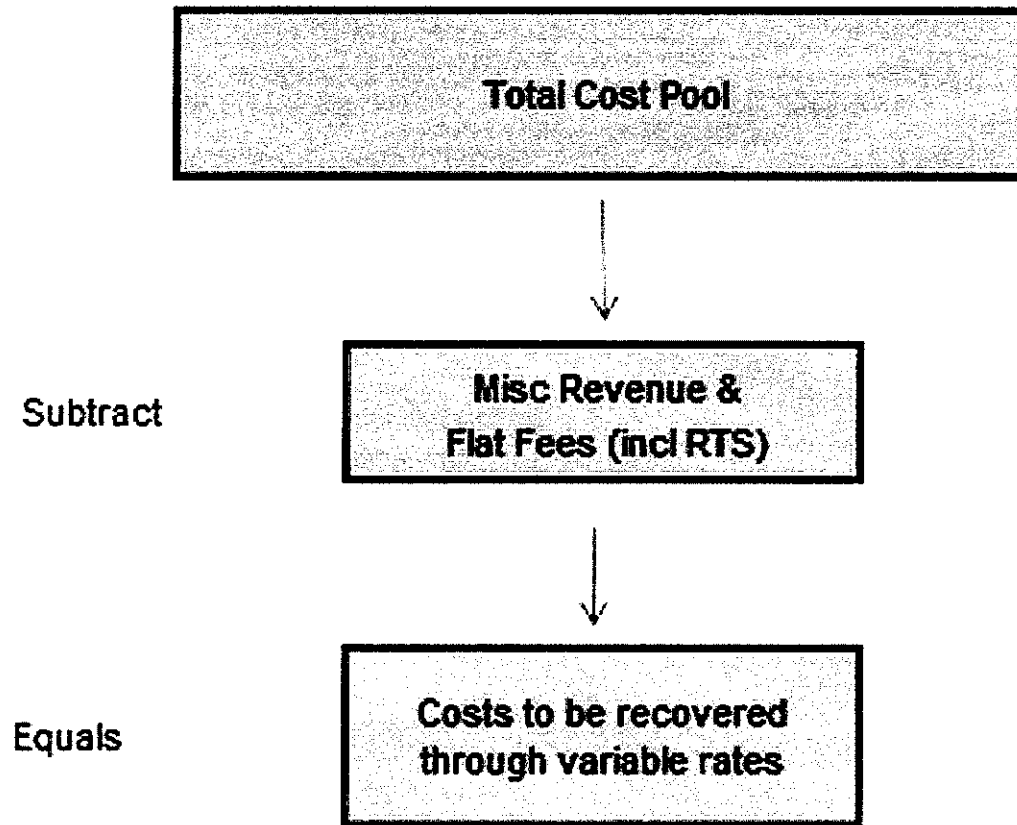 Total Cost Pool
Subtract
Misc Revenue &
Flat Fees (incl RTS)
Equals
Costs to be recovered
through variable rates